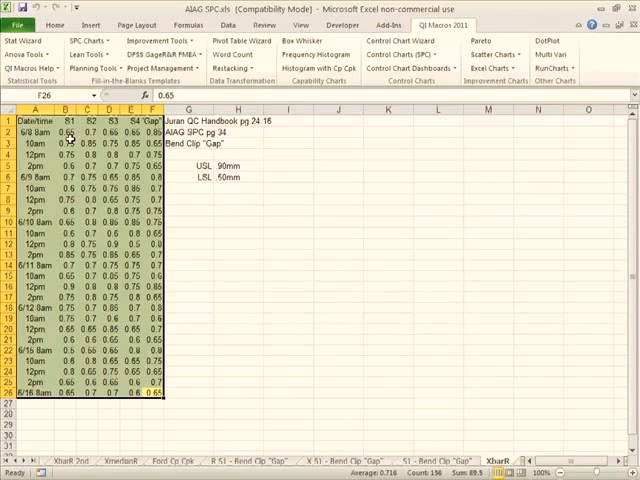 AIAG SPC.xls [Compatibility Mode] - Microsoft Excel non-commercial use
File Home Insert Page Layout Formulas Data Review View Developer Add-Ins QI Macros 2011
Stat Wizard SPC Charts Improvement Tools Pivot Table Wizard Box Whisker Control Chart Wizard Pareto DotPlot
Anova Tools Lean Tools DPSS GageR&R FMEA Word Count Frequency Histogram Control Charts (SPC) Scatter Charts Multi Vari
QI Macros Help Planning Tools Project Management Restacking Histogram with Cp Cpk Control Chart Dashboards Excel Charts Run Chart
Statistical Tools Fill-in-the-Blanks Templates Data Transformation Capability Charts Control Charts Other Charts
F26 fx 0.65
A B C D E F G H I J K L M
1 Date/time S1 S2 S3 S4 "Gap" Juran QC Handbook pg 24.16
2 6/8 8am 0.65 0.7 0.65 0.65 0.85 AIAG SPC pg 34
3 10am 0.85 0.75 0.85 0.65 Bend Clip "Gap"
4 12pm 0.75 0.8 0.8 0.7 0.75
5 2pm 0.6 0.7 0.7 0.75 0.65 USL .90mm
6 6/9 8am 0.7 0.75 0.65 0.85 0.8 LSL .50mm
7 10am 0.6 0.75 0.75 0.85 0.7
8 12pm 0.75 0.8 0.65 0.75 0.7
9 2pm 0.6 0.7 0.8 0.75 0.75
10 6/10 8am 0.65 0.8 0.85 0.85 0.75
11 10am 0.6 0.7 0.6 0.8 0.65
12 12pm 0.8 0.75 0.9 0.5 0.8
13 2pm 0.85 0.75 0.85 0.65 0.7
14 6/11 8am 0.7 0.7 0.75 0.75 0.7
15 10am 0.65 0.7 0.85 0.75 0.6
16 12pm 0.9 0.8 0.8 0.75 0.85
17 2pm 0.75 0.8 0.75 0.8 0.65
18 6/12 8am 0.75 0.7 0.85 0.7 0.8
19 10am 0.75 0.7 0.6 0.7 0.6
20 12pm 0.65 0.65 0.85 0.65 0.7
21 2pm 0.6 0.6 0.65 0.6 0.65
22 6/15 8am 0.5 0.55 0.65 0.8 0.8
23 10am 0.6 0.8 0.65 0.65 0.75
24 12pm 0.8 0.65 0.75 0.65 0.65
25 2pm 0.65 0.6 0.65 0.6 0.7
26 6/16 8am 0.65 0.7 0.7 0.6 0.65
27
28
29
30
31
XbarR 2nd XmedianR Ford Cp Cpk R S1 - Bend Clip "Gap" X S1 - Bend Clip "Gap" S1 - Bend Clip "Gap" XbarR
Ready Average: 0.716 Count: 156 Sum: 89.5 100%